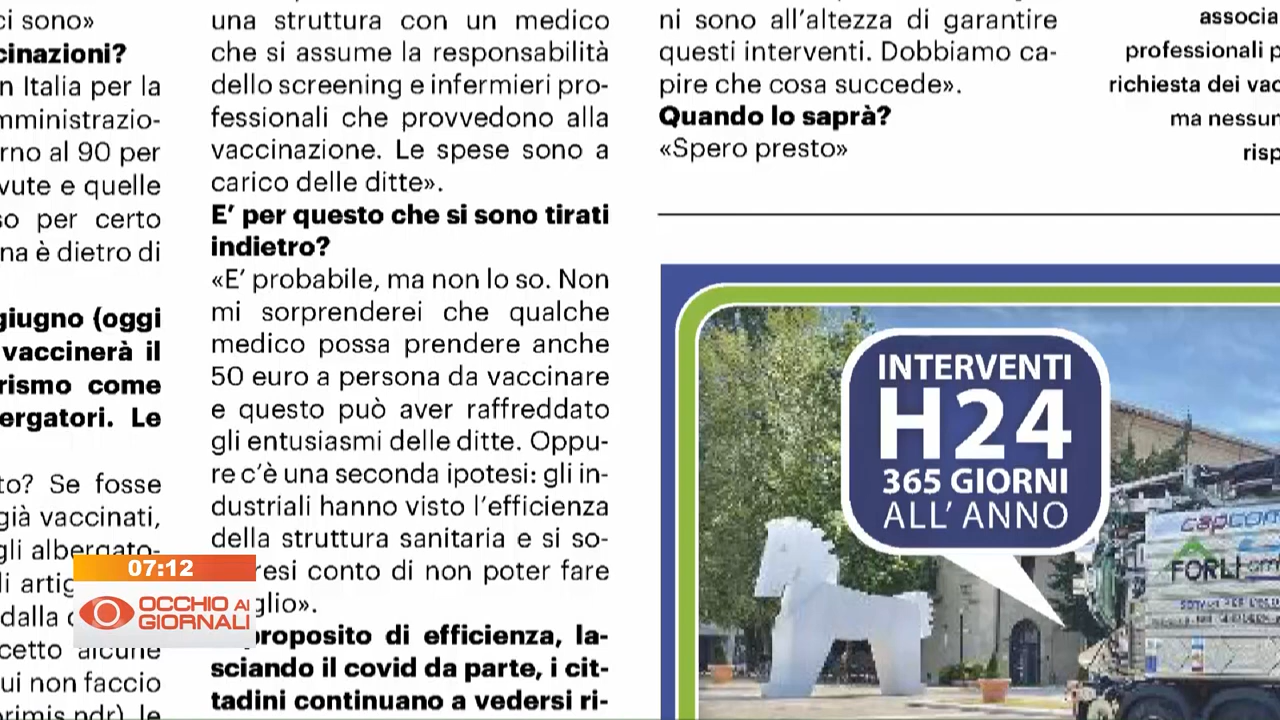 ci sono»
cinazioni?
n Italia per la
mministrazio-
rno al 90 per
vute e quelle
so per certo
na è dietro di
giugno (oggi
vaccinerà il
rismo come
ergatori. Le
to? Se fosse
già vaccinati,
gli albergato-
li artig
dalla
cetto alcune
ui non faccio
primis ndr), le
una struttura con un medico
che si assume la responsabilità
dello screening e infermieri pro-
fessionali che provvedono alla
vaccinazione. Le spese sono a
carico delle ditte».
E’ per questo che si sono tirati
indietro?
«E’ probabile, ma non lo so. Non
mi sorprenderei che qualche
medico possa prendere anche
50 euro a persona da vaccinare
e questo può aver raffreddato
gli entusiasmi delle ditte. Oppu-
re c’è una seconda ipotesi: gli in-
dustriali hanno visto l’efficienza
della struttura sanitaria e si so-
resi conto di non poter fare
glio».
proposito di efficienza, la-
sciando il covid da parte, i cit-
tadini continuano a vedersi ri-
ni sono all’altezza di garantire
questi interventi. Dobbiamo ca-
pire che cosa succede».
Quando lo saprà?
«Spero presto»
associa
professionali p
richiesta dei vac
ma nessun
risp
INTERVENTI
H24
365 GIORNI
ALL’ ANNO
FORLÌ
07:12
OCCHIO AI
GIORNALI